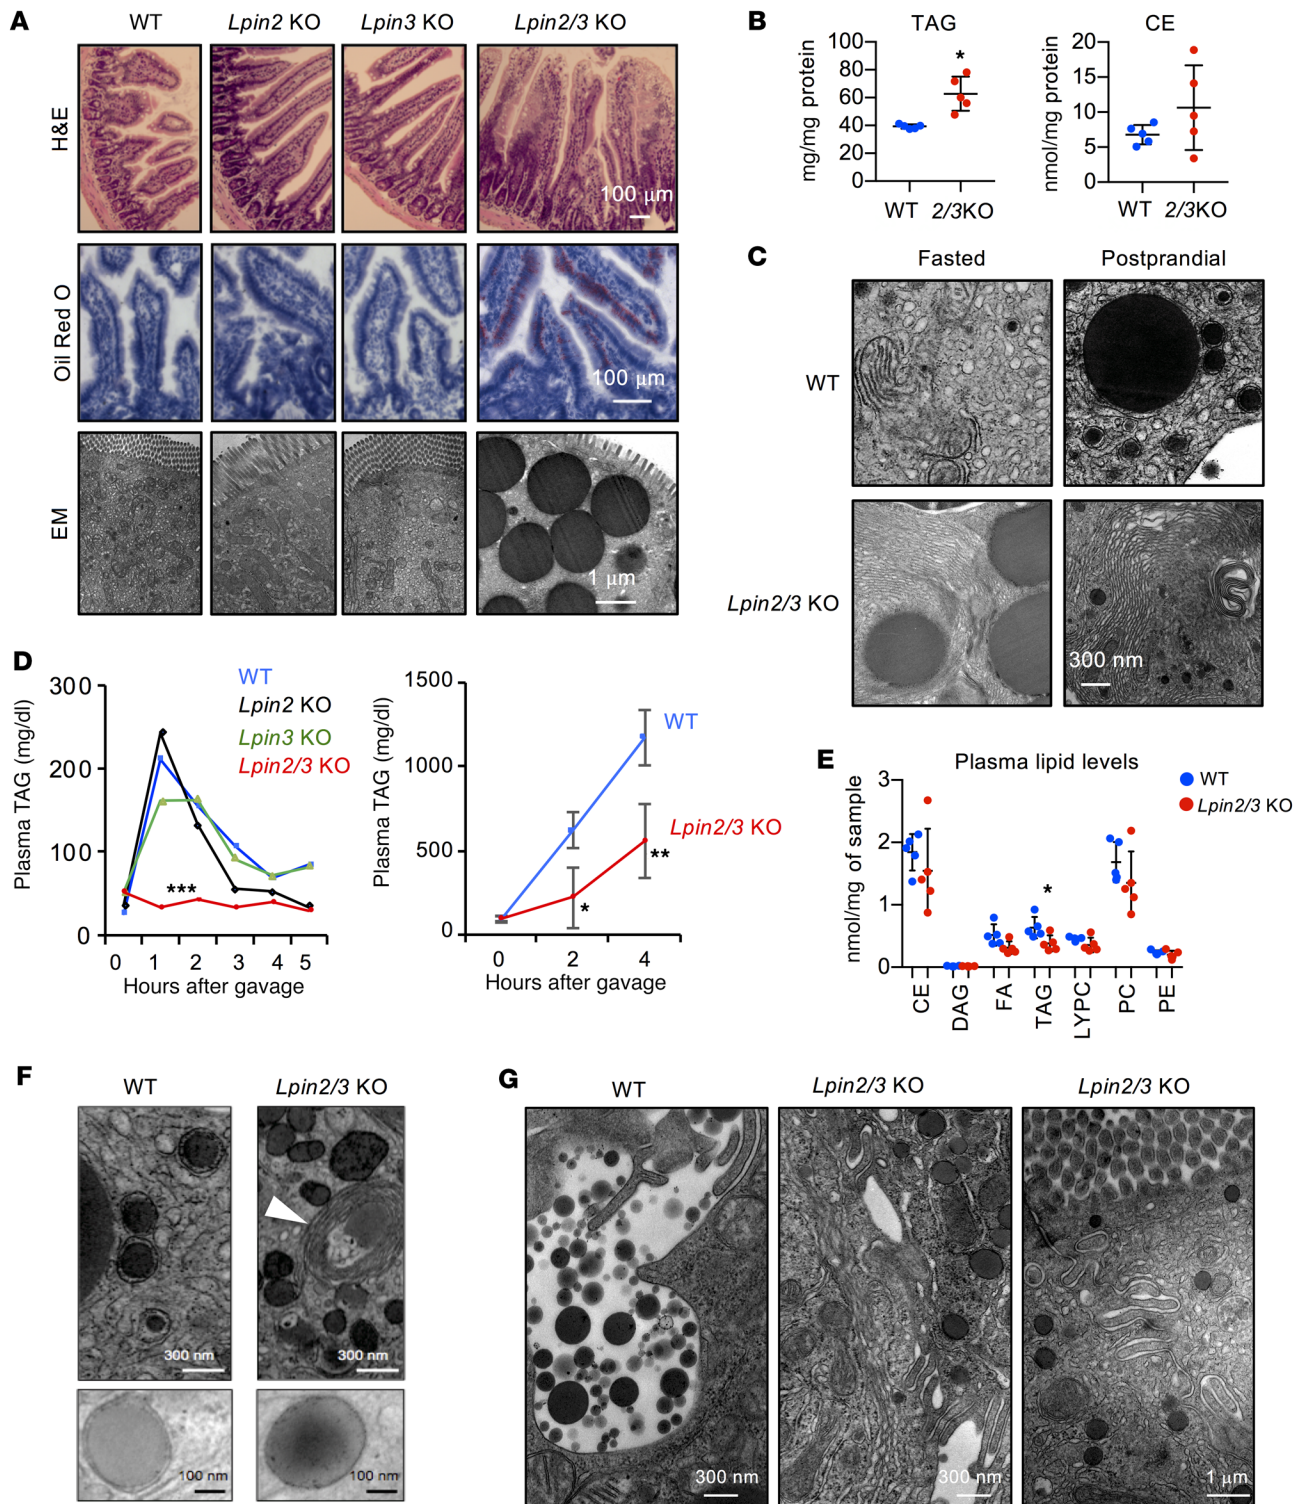 A
WT
Lpin2 KO
Lpin3 KO
Lpin2/3 KO
H&E
100 μm
Oil Red O
100 μm
EM
1 μm
B
TAG
mg/mg protein
100
80
60
40
20
0
*
WT 2/3KO
CE
nmol/mg protein
20
15
10
5
0
WT 2/3KO
C
Fasted
Postprandial
WT
Lpin2/3 KO
300 nm
D
Plasma TAG (mg/dl)
300
200
100
0
WT
Lpin2 KO
Lpin3 KO
Lpin2/3 KO
***
0 1 2 3 4 5
Hours after gavage
Plasma TAG (mg/dl)
1500
1000
500
0
WT
Lpin2/3 KO
*
**
0 2 4
Hours after gavage
E
Plasma lipid levels
WT
Lpin2/3 KO
nmol/mg of sample
3
2
1
0
*
CE
DAG
FA
TAG
LYPC
PC
PE
F
WT
Lpin2/3 KO
300 nm
300 nm
100 nm
100 nm
G
WT
Lpin2/3 KO
Lpin2/3 KO
300 nm
300 nm
1 μm